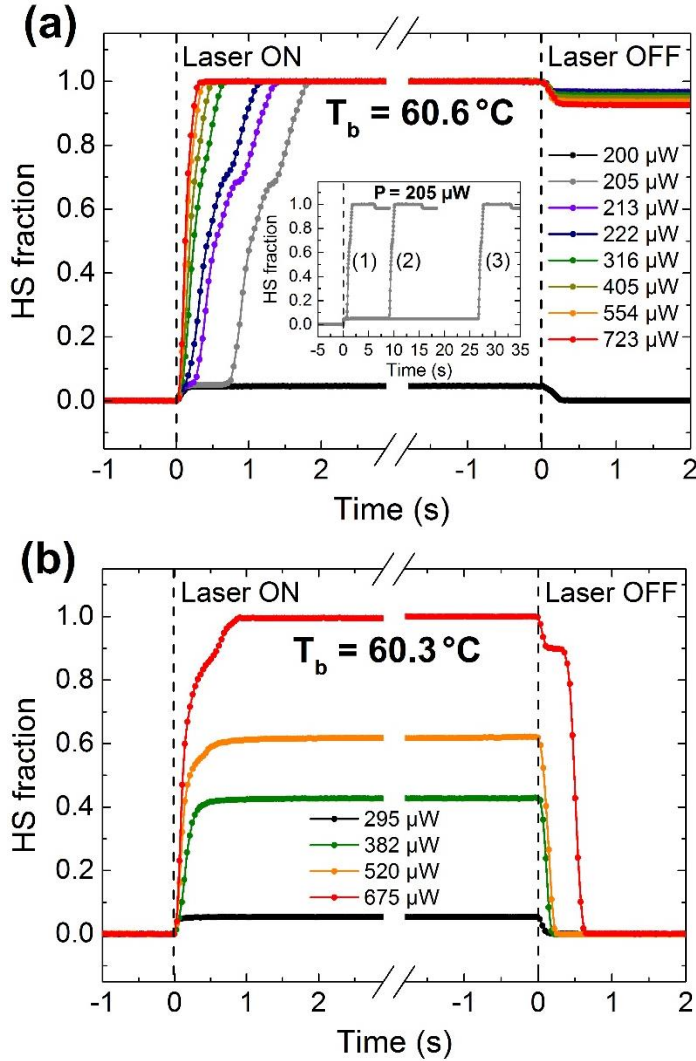 (a)
Laser ON
Laser OFF
T_b = 60.6 °C
HS fraction
1.0
0.8
0.6
0.4
0.2
0.0
200 µW
205 µW
213 µW
222 µW
316 µW
405 µW
554 µW
723 µW
P = 205 µW
HS fraction
1.0
0.8
0.6
0.4
0.2
0.0
(1)
(2)
(3)
-5 0 5 10 15 20 25 30 35
Time (s)
-1 0 1 2 0 1 2
Time (s)
(b)
Laser ON
Laser OFF
T_b = 60.3 °C
HS fraction
1.0
0.8
0.6
0.4
0.2
0.0
295 µW
382 µW
520 µW
675 µW
-1 0 1 2 0 1 2
Time (s)